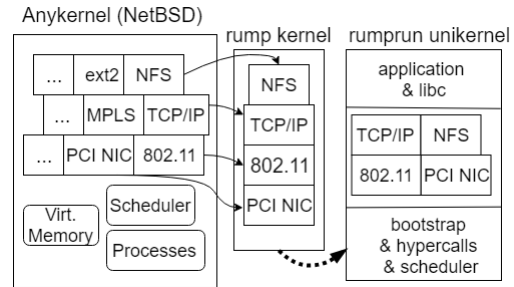 Anykernel (NetBSD)
... ext2 NFS
... MPLS TCP/IP
... PCI NIC 802.11
Virt.
Memory
Scheduler
Processes
rump kernel
NFS
TCP/IP
802.11
PCI NIC
rumprun unikernel
application
& libc
TCP/IP NFS
802.11 PCI NIC
bootstrap
& hypercalls
& scheduler